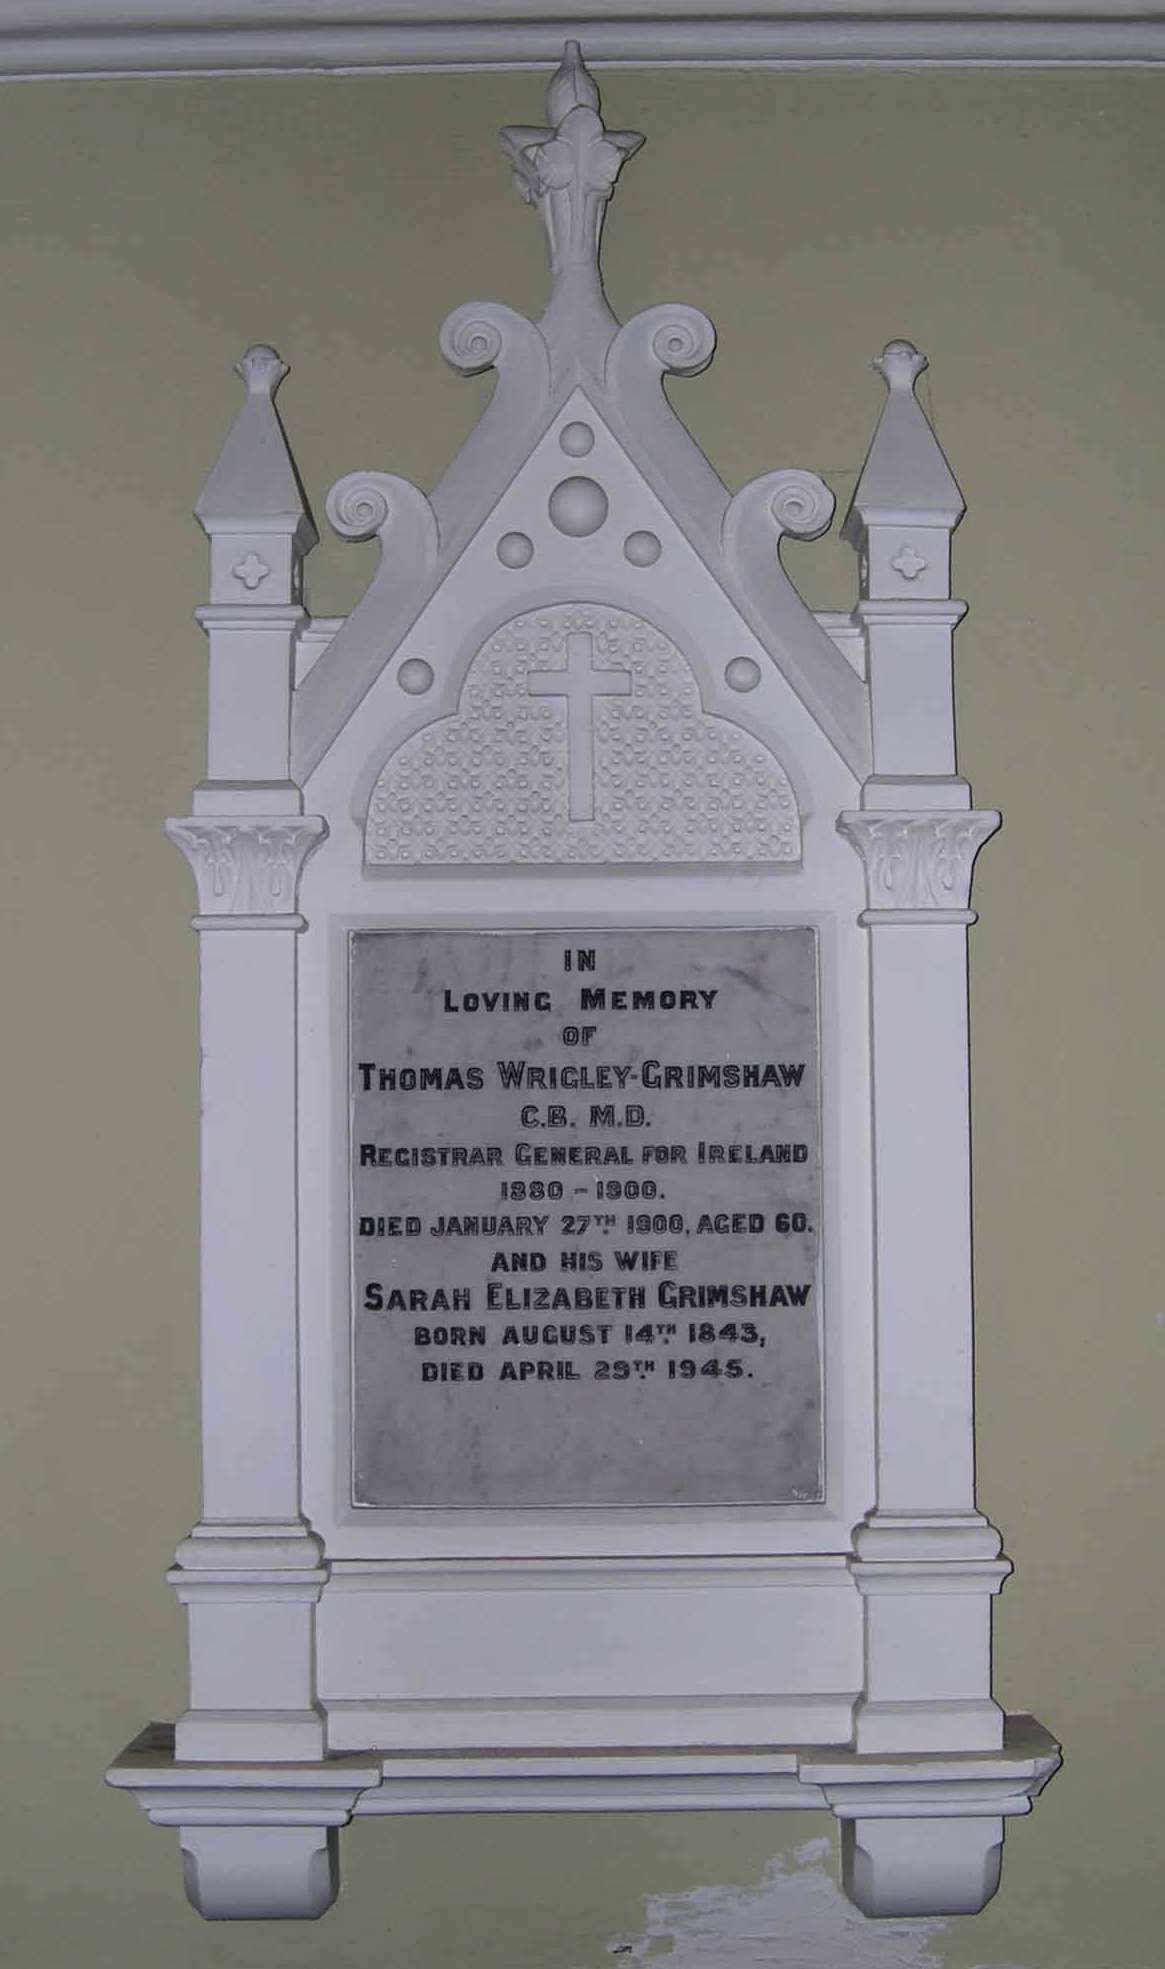 IN
LOVING MEMORY
OF
THOMAS WRIGLEY-GRIMSHAW
C.B. M.D.
REGISTRAR GENERAL FOR IRELAND
1880 - 1900.
DIED JANUARY 27TH. 1900, AGED 60.
AND HIS WIFE
SARAH ELIZABETH GRIMSHAW
BORN AUGUST 14TH. 1843,
DIED APRIL 29TH. 1945.